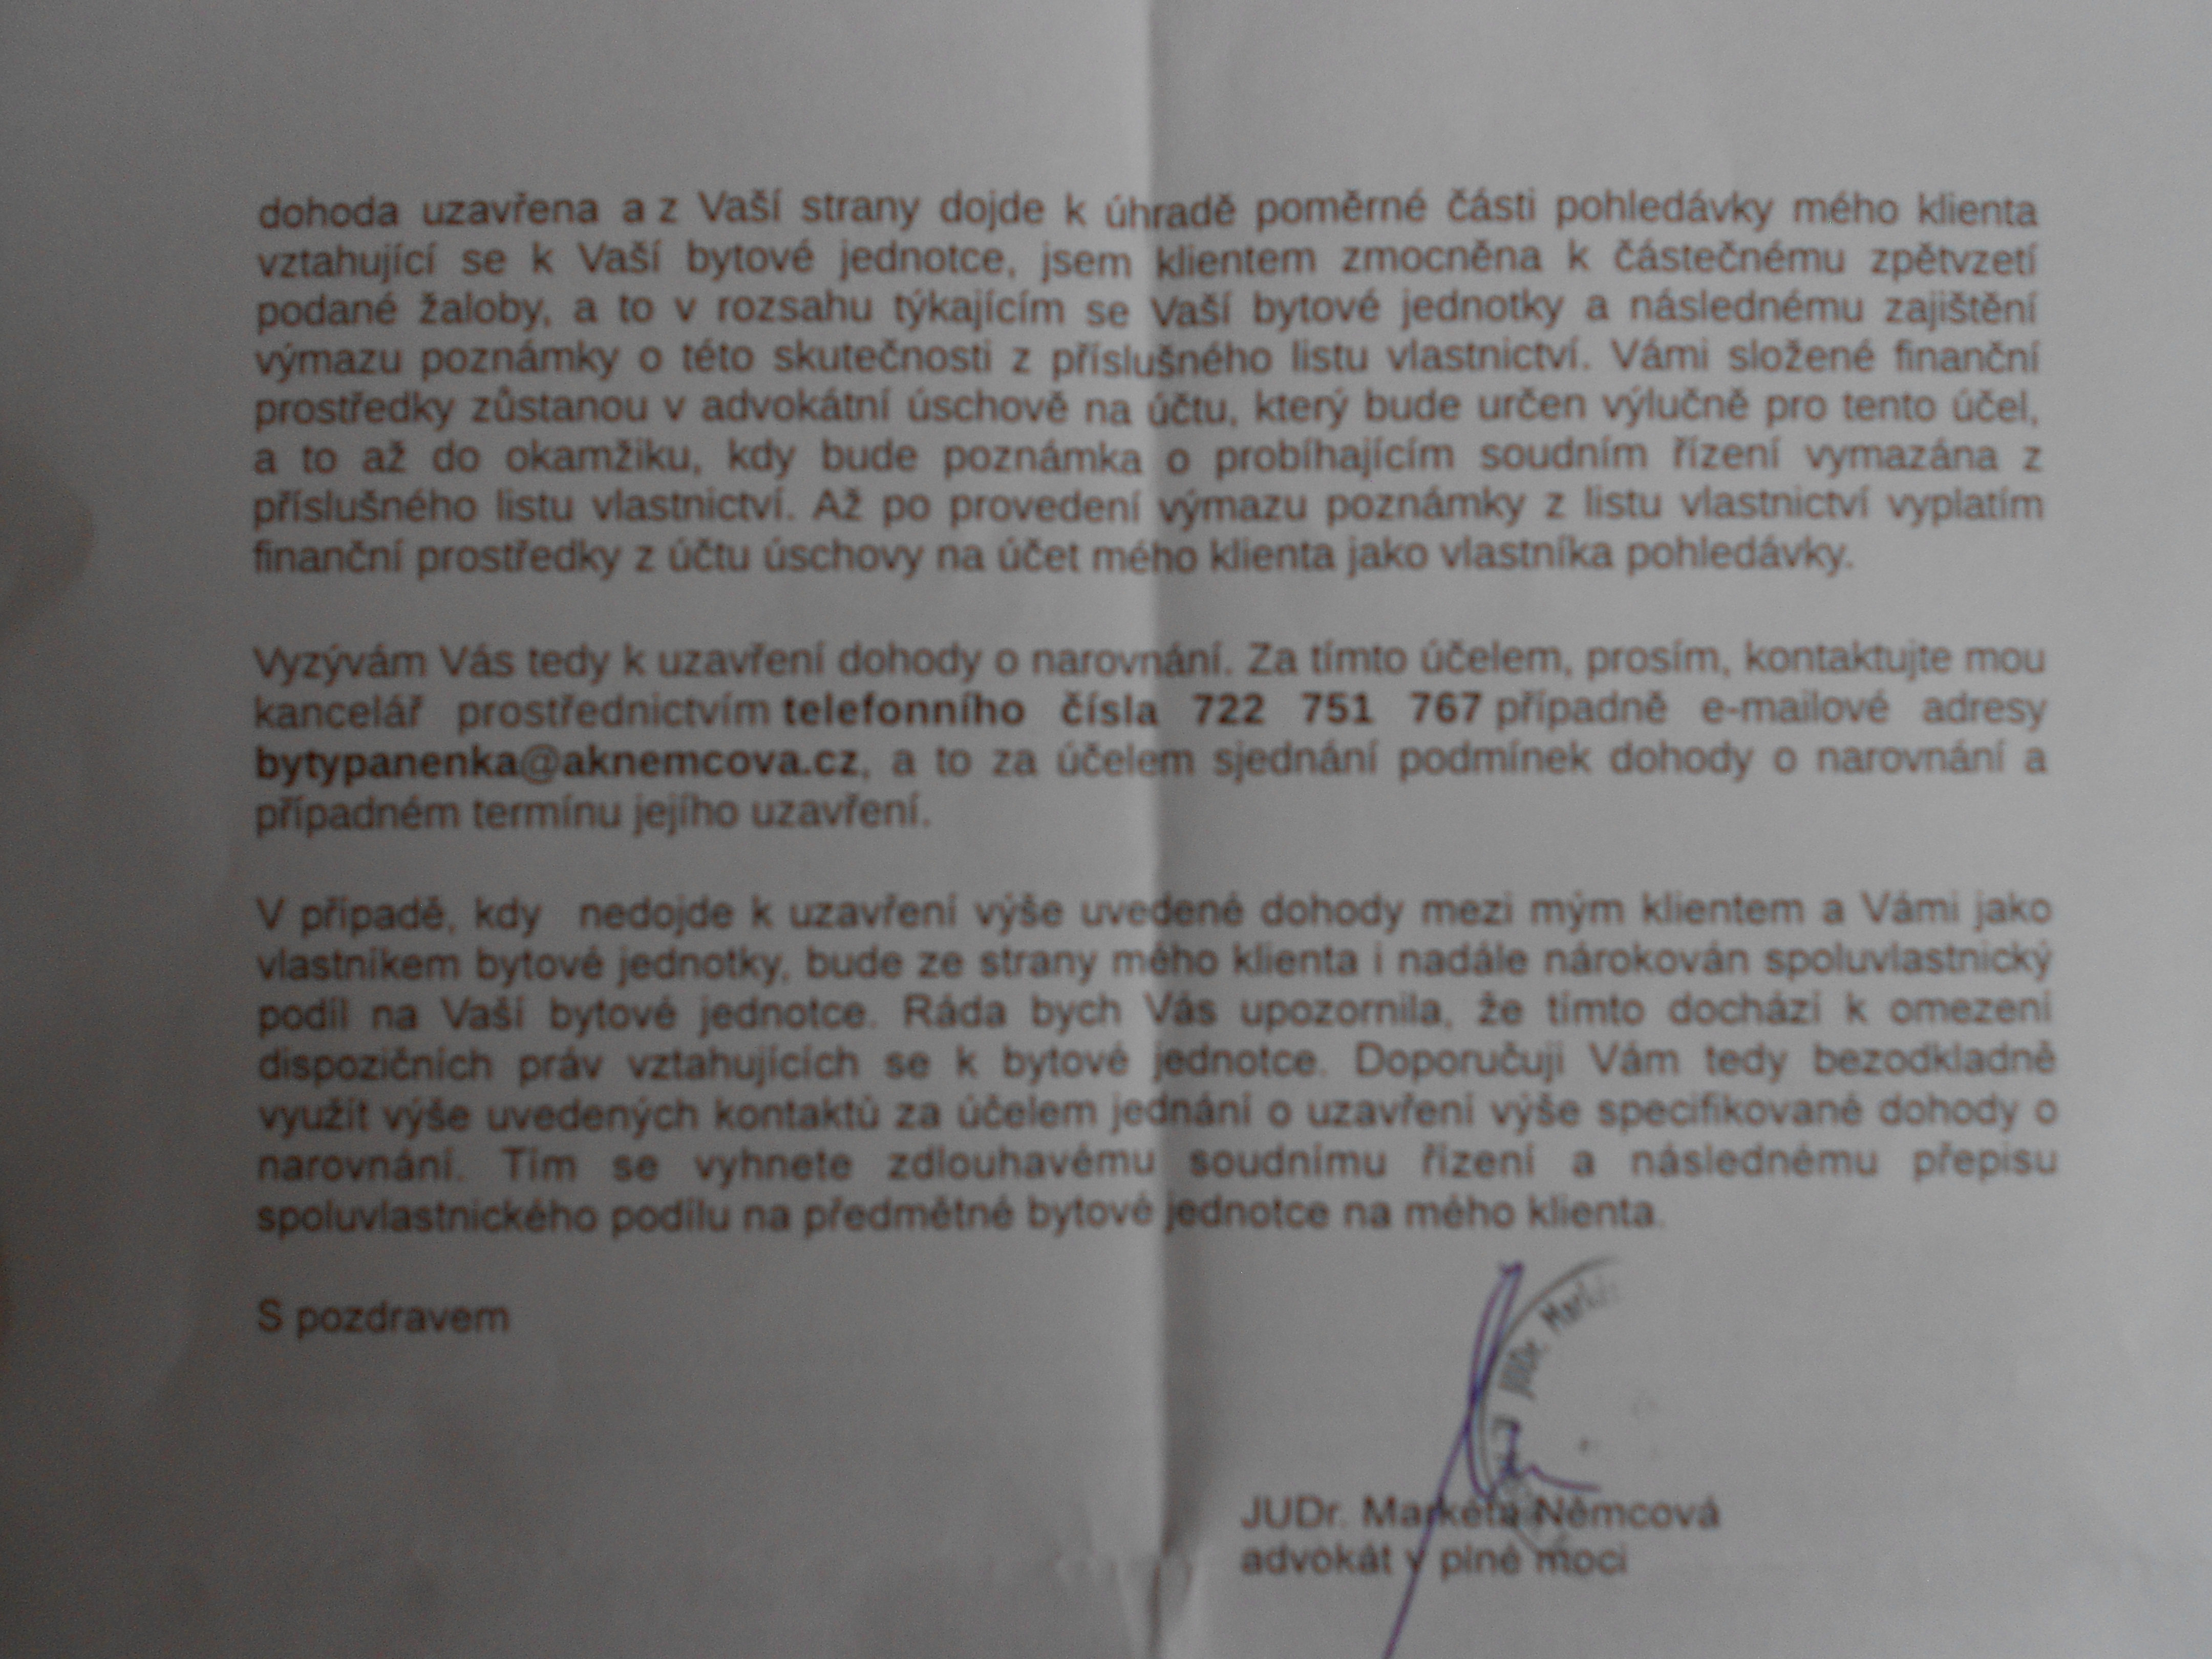 dohoda uzavřena a z Vaší strany dojde k úhradě poměrné části pohledávky mého klienta
vztahující se k Vaší bytové jednotce, jsem klientem zmocněna k částečnému zpětvzetí
podané žaloby, a to v rozsahu týkajícím se Vaší bytové jednotky a následnému zajištění
výmazu poznámky o této skutečnosti z příslušného listu vlastnictví. Vámi složené finanční
prostředky zůstanou v advokátní úschově na účtu, který bude určen výlučně pro tento účel,
a to až do okamžiku, kdy bude poznámka o probíhajícím soudním řízení vymazána z
příslušného listu vlastnictví. Až po provedení výmazu poznámky z listu vlastnictví vyplatím
finanční prostředky z účtu úschovy na účet mého klienta jako vlastníka pohledávky.
Vyzývám Vás tedy k uzavření dohody o narovnání. Za tímto účelem, prosím, kontaktujte mou
kancelář prostřednictvím telefonního čísla 722 751 767 případně e-mailové adresy
bytypanenka@aknemcova.cz, a to za účelem sjednání podmínek dohody o narovnání a
případném termínu jejího uzavření.
V případě, kdy nedojde k uzavření výše uvedené dohody mezi mým klientem a Vámi jako
vlastníkem bytové jednotky, bude ze strany mého klienta i nadále nárokován spoluvlastnický
podíl na Vaší bytové jednotce. Ráda bych Vás upozornila, že tímto dochází k omezení
dispozičních práv vztahujících se k bytové jednotce. Doporučuji Vám tedy bezodkladně
využít výše uvedených kontaktů za účelem jednání o uzavření výše specifikované dohody o
narovnání. Tím se vyhnete zdlouhavému soudnímu řízení a následnému přepisu
spoluvlastnického podílu na předmětné bytové jednotce na mého klienta.
S pozdravem
JUDr.
JUDr. Markéta Němcová
advokát v plné moci